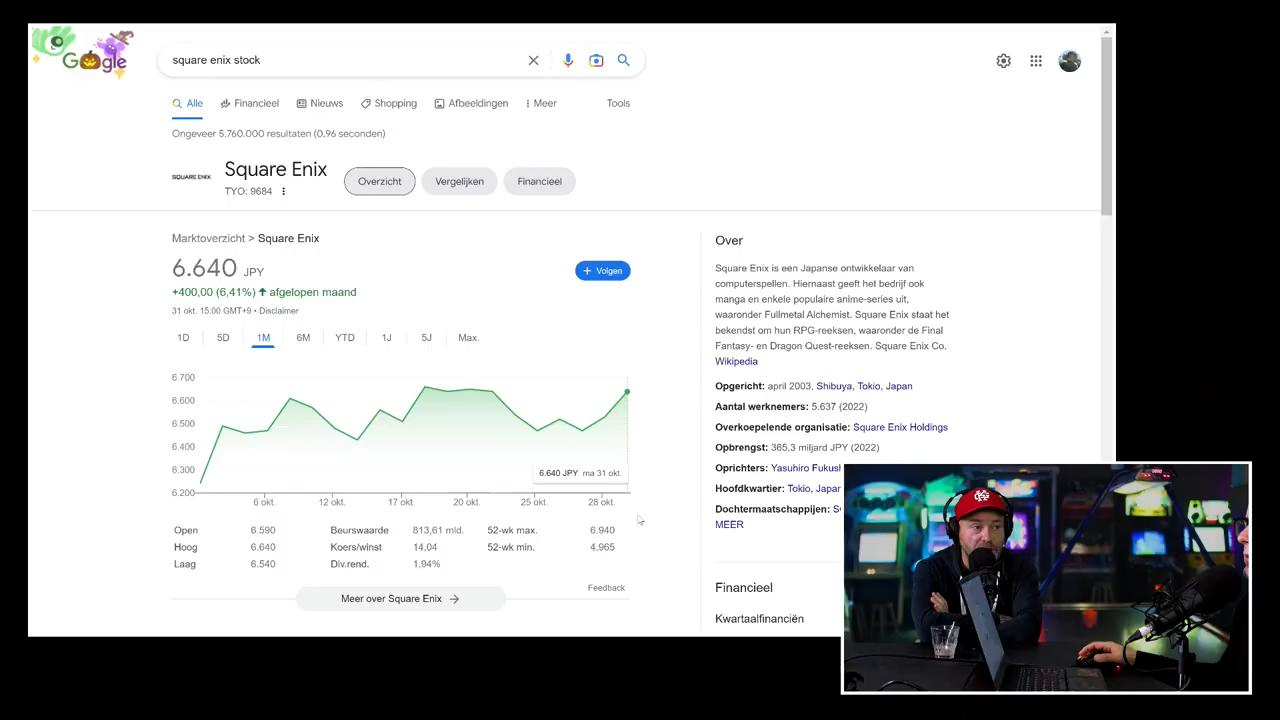 Google
square enix stock
Alle
Financieel
Nieuws
Shopping
Afbeeldingen
Meer
Tools
Ongeveer 5.760.000 resultaten (0,96 seconden)
SQUARE ENIX
Square Enix
TYO: 9684
Overzicht
Vergelijken
Financieel
Marktoverzicht > Square Enix
6.640 JPY
+ Volgen
+400,00 (6,41%) afgelopen maand
31 okt. 15:00 GMT+9 • Disclaimer
1D 5D 1M 6M YTD 1J 5J Max.
6.700
6.600
6.500
6.400
6.300
6.200
6.640 JPY ma 31 okt.
6 okt. 12 okt. 17 okt. 20 okt. 25 okt. 28 okt.
Open 6.590 Beurswaarde 813,61 mld. 52-wk max. 6.940
Hoog 6.640 Koers/winst 14,04 52-wk min. 4.965
Laag 6.540 Div.rend. 1.94%
Feedback
Meer over Square Enix
Over
Square Enix is een Japanse ontwikkelaar van
computerspellen. Hiernaast geeft het bedrijf ook
manga en enkele populaire anime-series uit,
waaronder Fullmetal Alchemist. Square Enix staat het
bekendst om hun RPG-reeksen, waaronder de Final
Fantasy- en Dragon Quest-reeksen. Square Enix Co.
Wikipedia
Opgericht: april 2003, Shibuya, Tokio, Japan
Aantal werknemers: 5.637 (2022)
Overkoepelende organisatie: Square Enix Holdings
Opbrengst: 365,3 miljard JPY (2022)
Oprichters: Yasuhiro Fukush
Hoofdkwartier: Tokio, Japan
Dochtermaatschappijen: S
MEER
Financieel
Kwartaalfinanciën